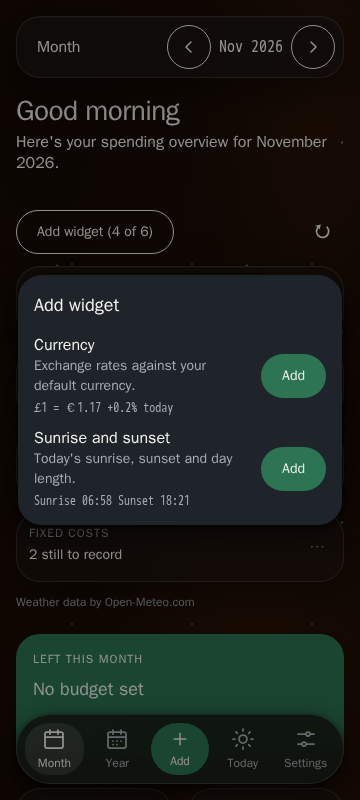 Month
Nov 2026
Good morning
Here's your spending overview for November
2026.
Add widget (4 of 6)
Add widget
Currency
Exchange rates against your
default currency.
£1 = €1.17 +0.2% today
Add
Sunrise and sunset
Today's sunrise, sunset and day
length.
Sunrise 06:58 Sunset 18:21
Add
FIXED COSTS
2 still to record
...
Weather data by Open-Meteo.com
LEFT THIS MONTH
No budget set
Month
Year
Add
Today
Settings